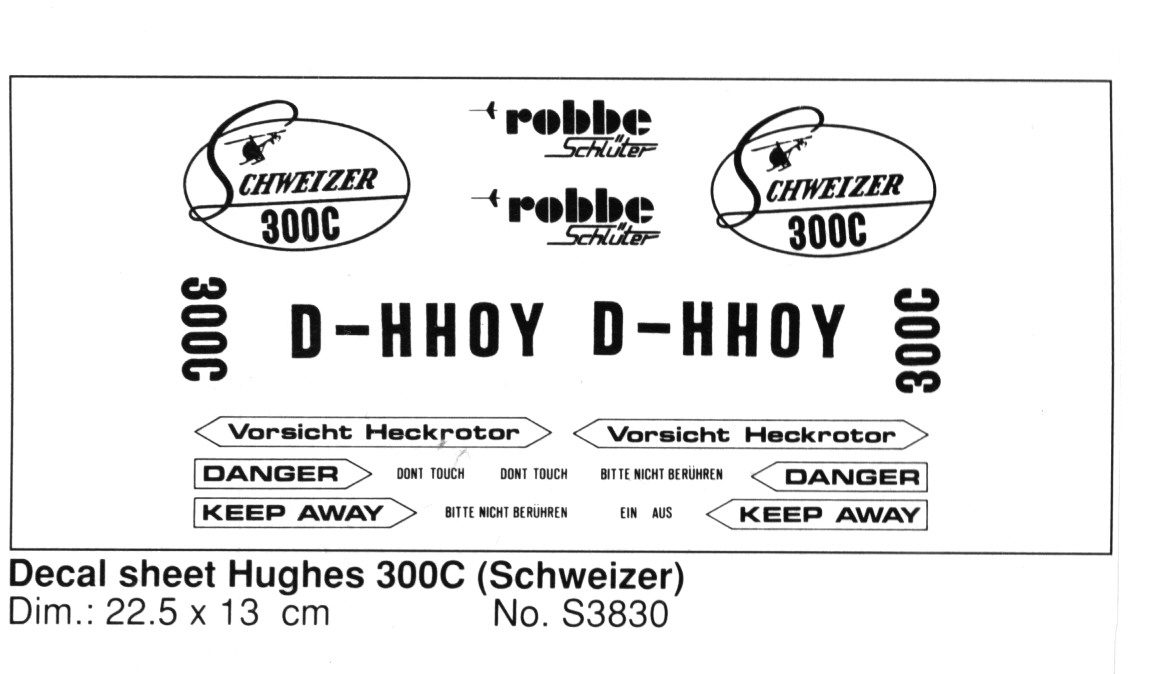 robbe
Schlüter
SCHWEIZER
300C
robbe
Schlüter
SCHWEIZER
300C
300C
D-HHOY D-HHOY
300C
Vorsicht Heckrotor Vorsicht Heckrotor
DANGER DONT TOUCH DONT TOUCH BITTE NICHT BERÜHREN DANGER
KEEP AWAY BITTE NICHT BERÜHREN EIN AUS KEEP AWAY
Decal sheet Hughes 300C (Schweizer)
Dim.: 22.5 x 13 cm No. S3830